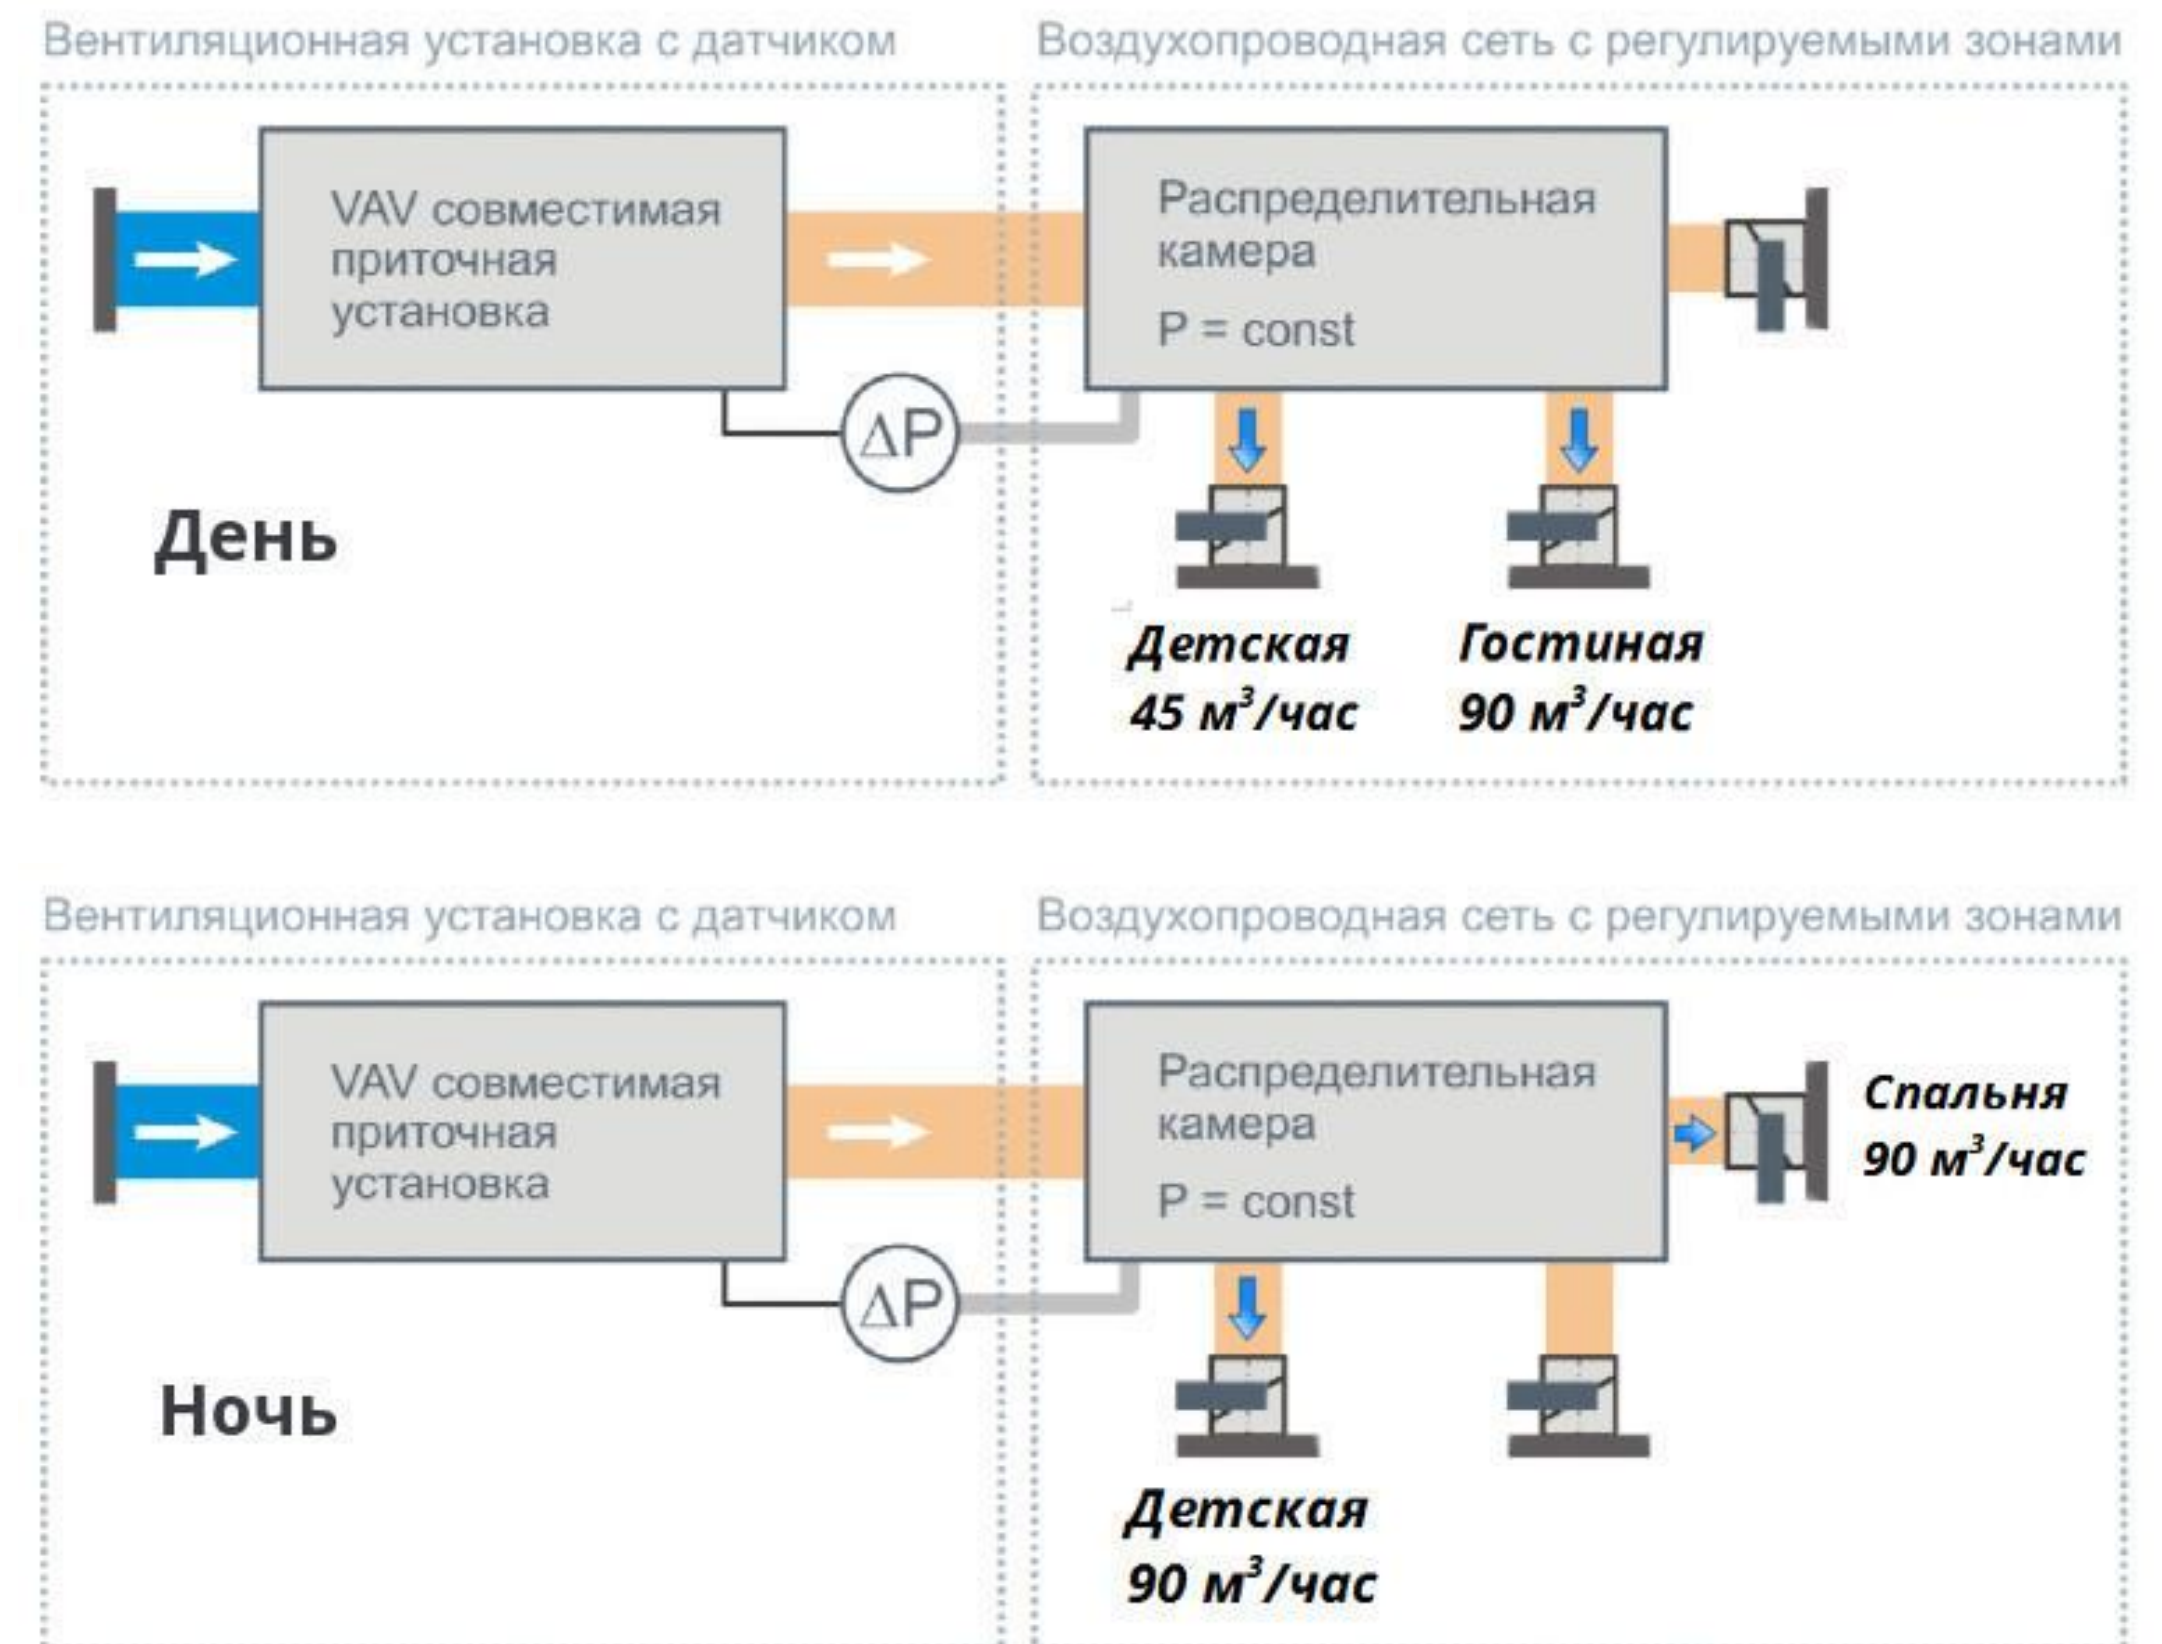 Вентиляционная установка с датчиком
Воздухопроводная сеть с регулируемыми зонами
VAV совместимая
приточная
установка
Распределительная
камера
P = const
ΔP
День
Детская
45 м³/час
Гостиная
90 м³/час
Вентиляционная установка с датчиком
Воздухопроводная сеть с регулируемыми зонами
VAV совместимая
приточная
установка
Распределительная
камера
P = const
Спальня
90 м³/час
ΔP
Ночь
Детская
90 м³/час